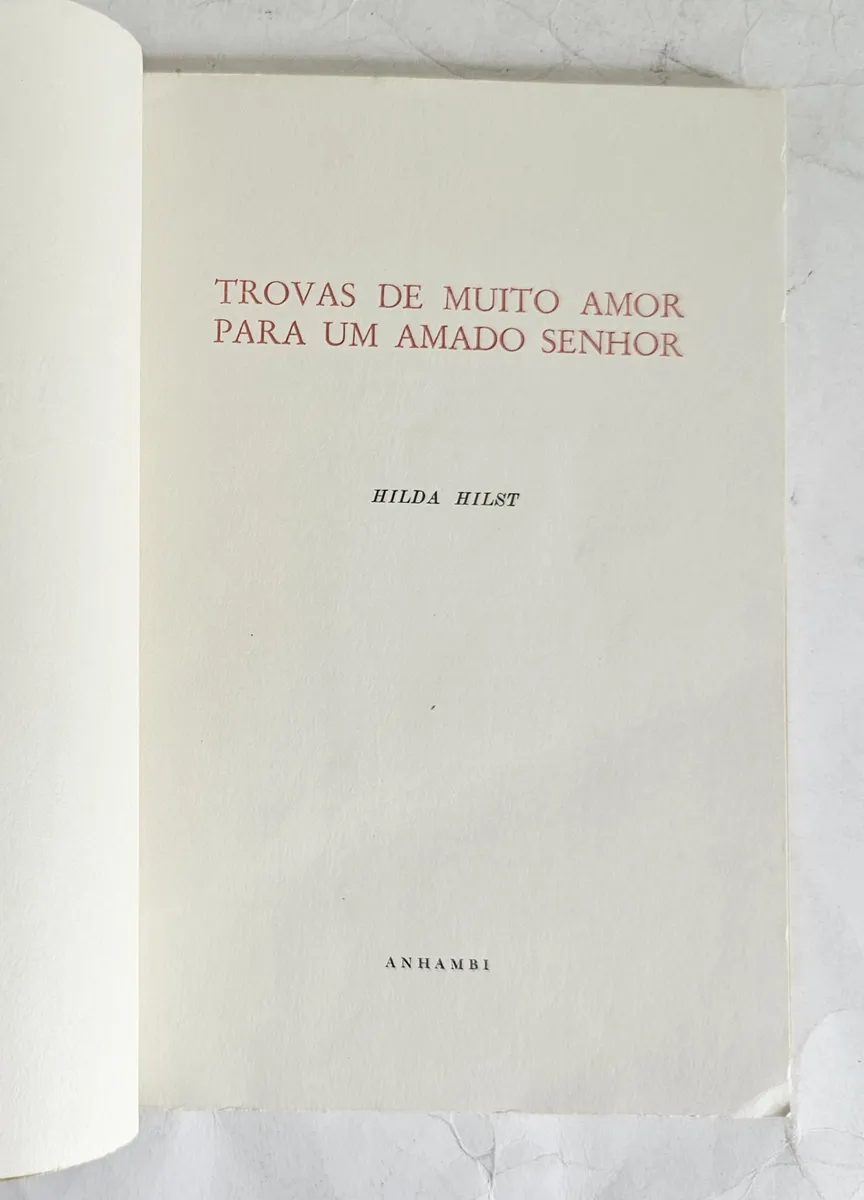 TROVAS DE MUITO AMOR
PARA UM AMADO SENHOR
HILDA HILST
ANHAMBI